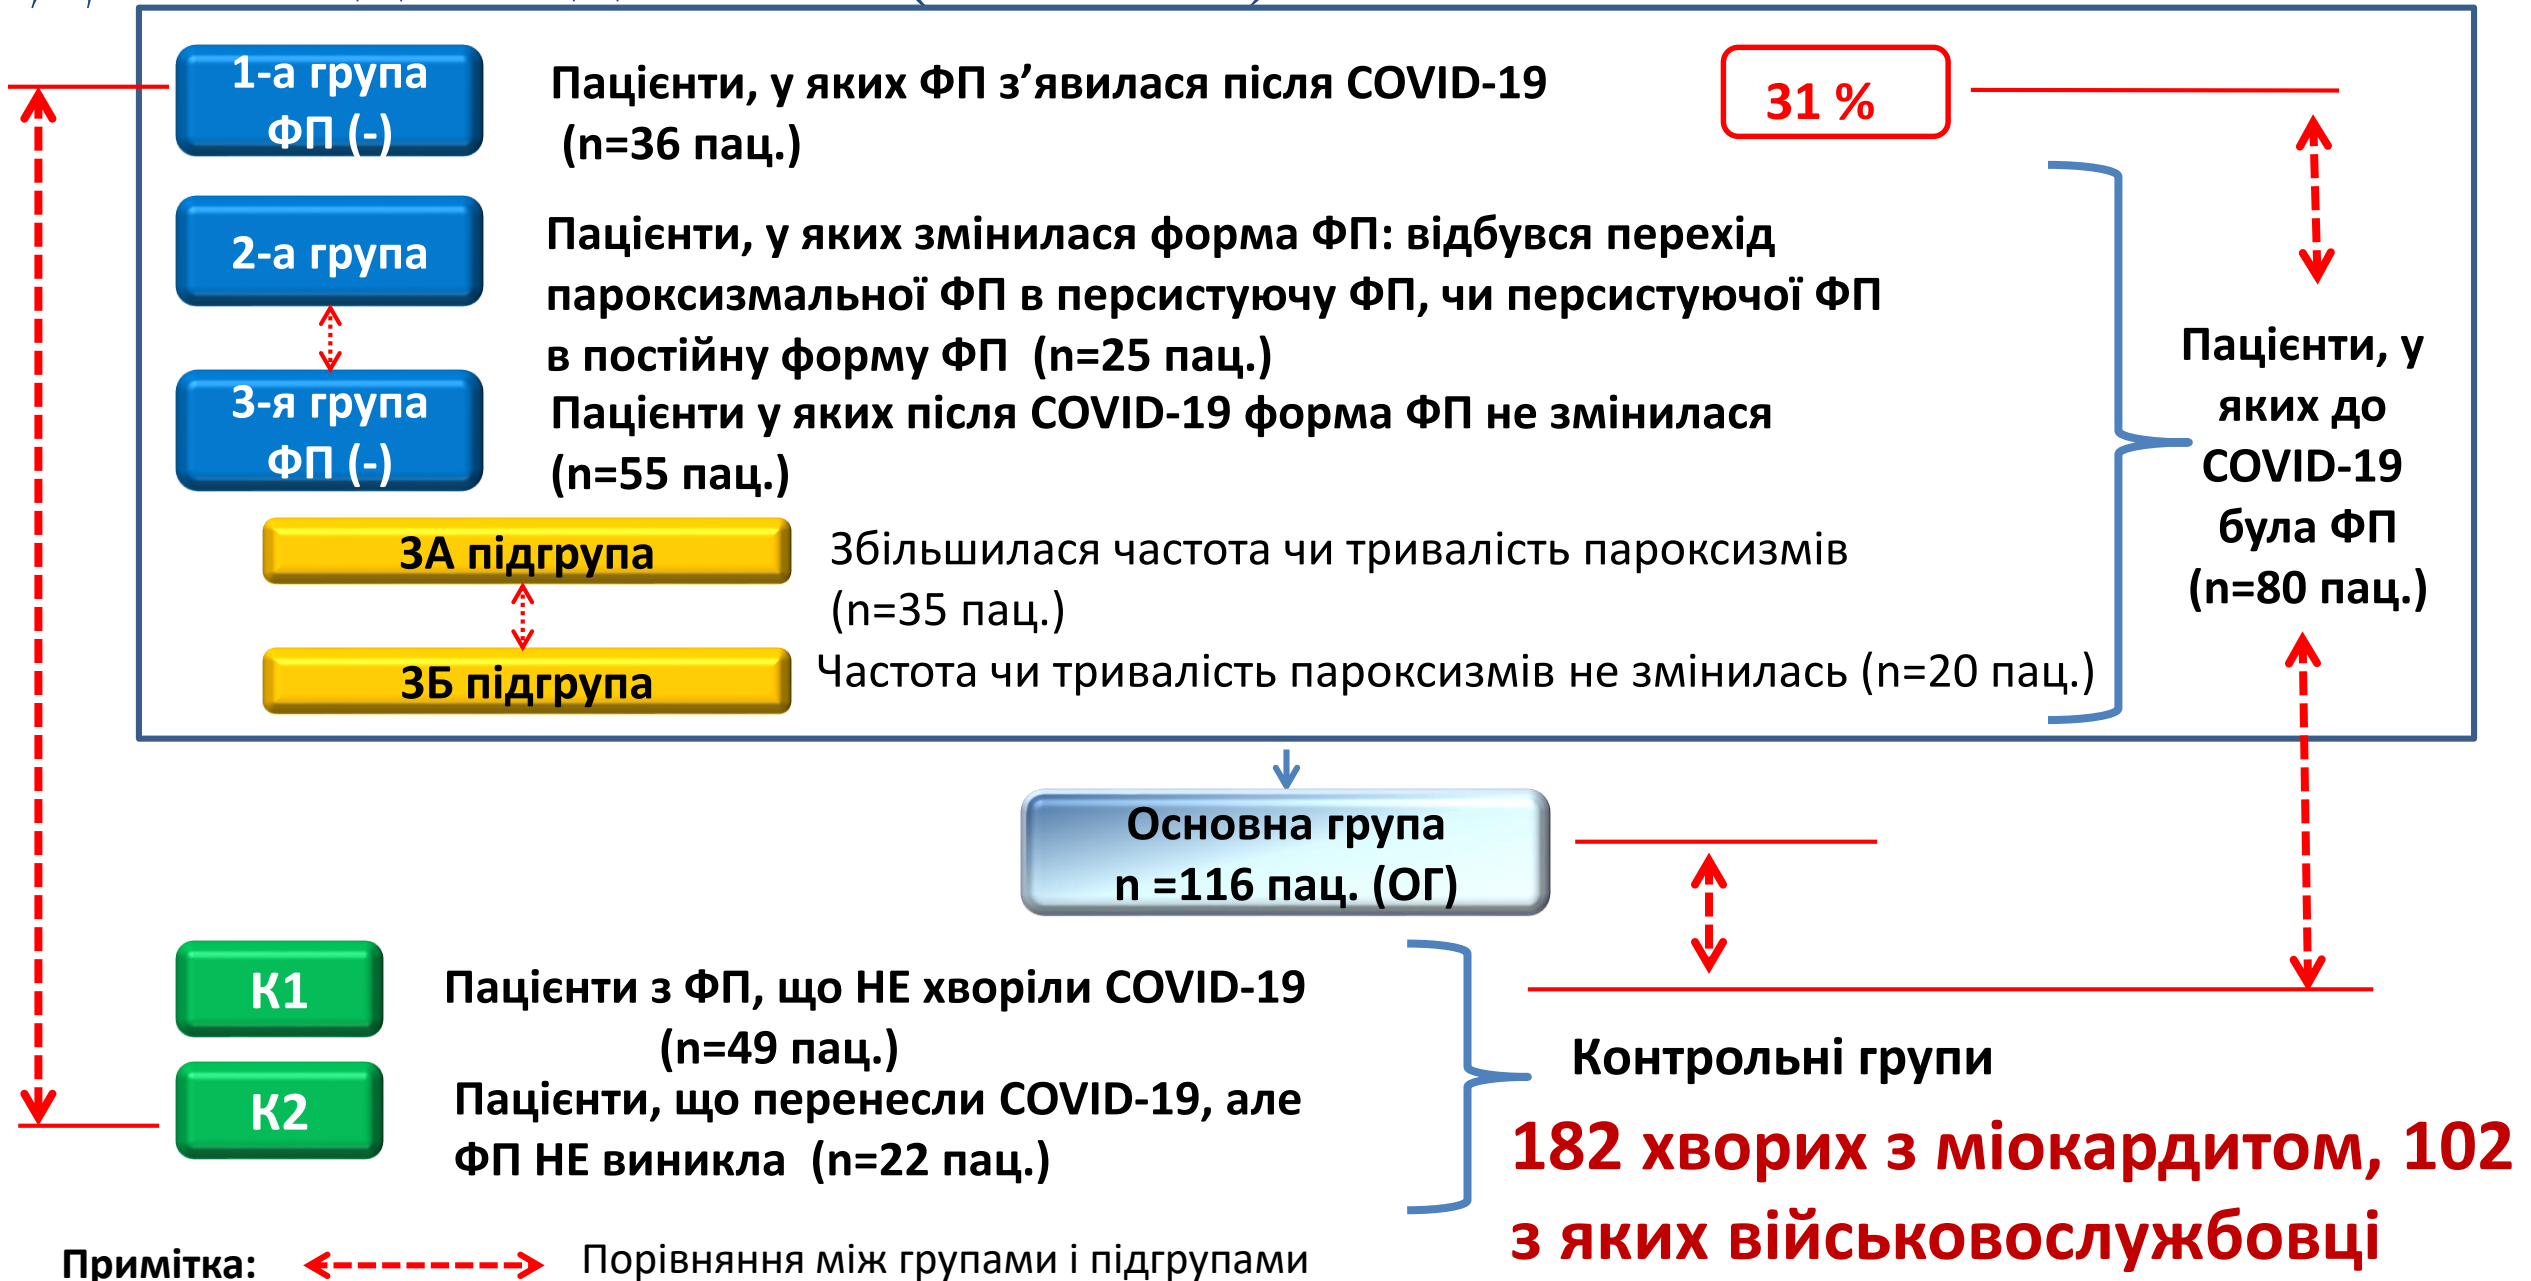 1-а група
ФП (-)
Пацієнти, у яких ФП з’явилася після COVID-19
(n=36 пац.)
31 %
2-а група
Пацієнти, у яких змінилася форма ФП: відбувся перехід
пароксизмальної ФП в персистуючу ФП, чи персистуючої ФП
в постійну форму ФП (n=25 пац.)
3-я група
ФП (-)
Пацієнти у яких після COVID-19 форма ФП не змінилася
(n=55 пац.)
3А підгрупа
Збільшилася частота чи тривалість пароксизмів
(n=35 пац.)
3Б підгрупа
Частота чи тривалість пароксизмів не змінилась (n=20 пац.)
Пацієнти, у
яких до
COVID-19
була ФП
(n=80 пац.)
Основна група
n =116 пац. (ОГ)
К1
Пацієнти з ФП, що НЕ хворіли COVID-19
(n=49 пац.)
К2
Пацієнти, що перенесли COVID-19, але
ФП НЕ виникла (n=22 пац.)
Контрольні групи
182 хворих з міокардитом, 102
з яких військовослужбовці
Примітка:
Порівняння між групами і підгрупами